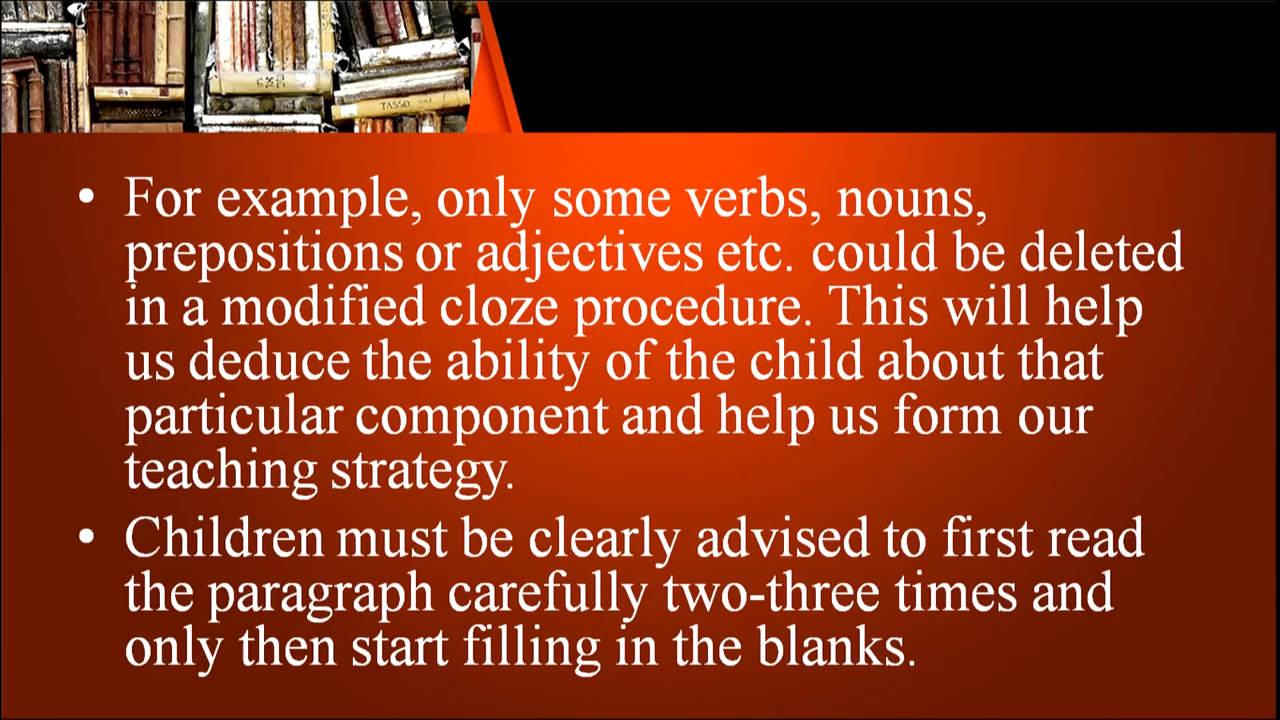 TASSO
• For example, only some verbs, nouns,
prepositions or adjectives etc. could be deleted
in a modified cloze procedure. This will help
us deduce the ability of the child about that
particular component and help us form our
teaching strategy.
• Children must be clearly advised to first read
the paragraph carefully two-three times and
only then start filling in the blanks.